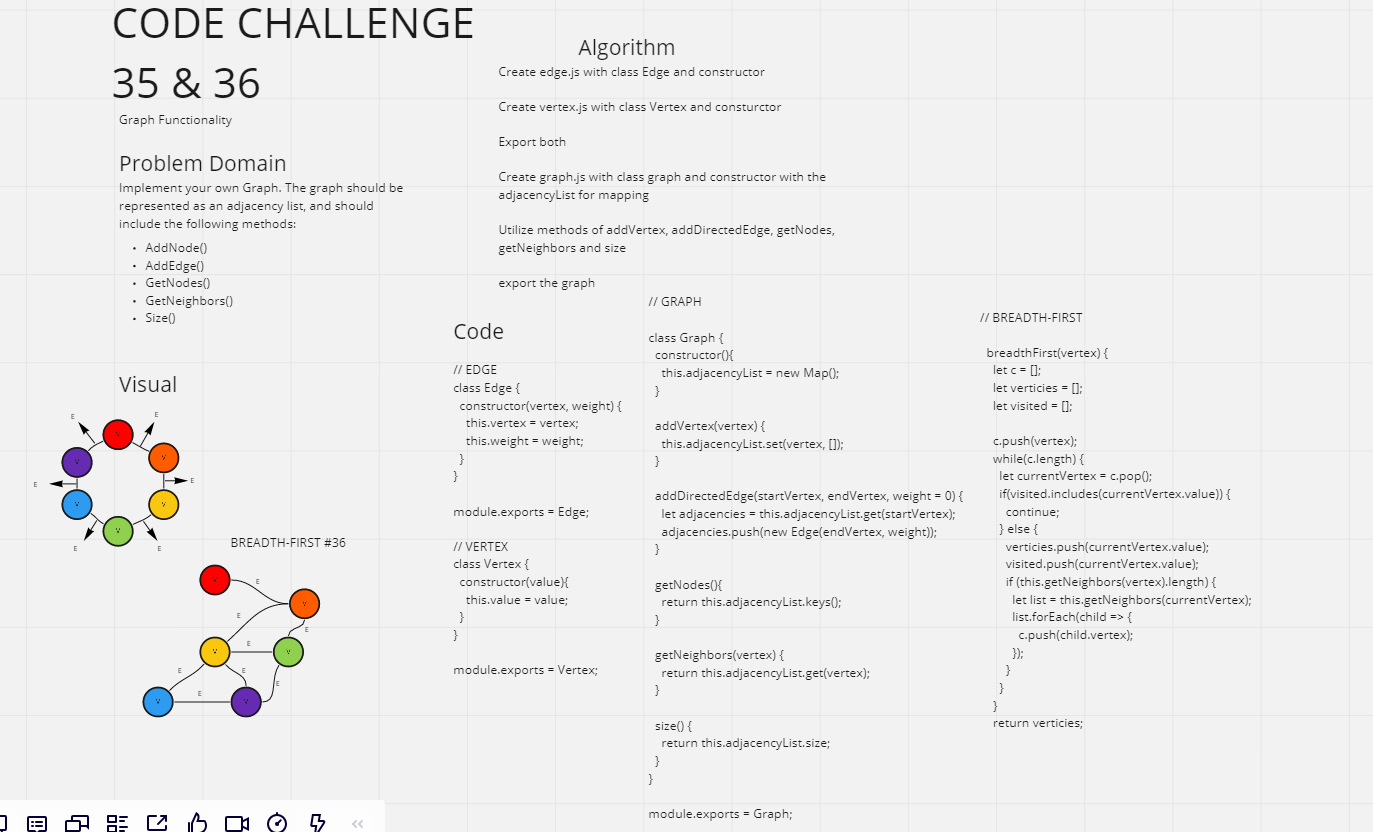 CODE CHALLENGE
35 & 36
Graph Functionality
Problem Domain
Implement your own Graph. The graph should be
represented as an adjacency list, and should
include the following methods:
• AddNode()
• AddEdge()
• GetNodes()
• GetNeighbors()
• Size()
Visual
E
E
V
V
V
E
E
V
V
V
E
E
BREADTH-FIRST #36
V
E
V
E
E
V
E
V
E
E
E
V
E
V
Algorithm
Create edge.js with class Edge and constructor
Create vertex.js with class Vertex and consturctor
Export both
Create graph.js with class graph and constructor with the
adjacencyList for mapping
Utilize methods of addVertex, addDirectedEdge, getNodes,
getNeighbors and size
export the graph
Code
// EDGE
class Edge {
constructor(vertex, weight) {
this.vertex = vertex;
this.weight = weight;
}
}
module.exports = Edge;
// VERTEX
class Vertex {
constructor(value){
this.value = value;
}
}
module.exports = Vertex;
// GRAPH
class Graph {
constructor(){
this.adjacencyList = new Map();
}
addVertex(vertex) {
this.adjacencyList.set(vertex, []);
}
addDirectedEdge(startVertex, endVertex, weight = 0) {
let adjacencies = this.adjacencyList.get(startVertex);
adjacencies.push(new Edge(endVertex, weight));
}
getNodes(){
return this.adjacencyList.keys();
}
getNeighbors(vertex) {
return this.adjacencyList.get(vertex);
}
size() {
return this.adjacencyList.size;
}
}
module.exports = Graph;
// BREADTH-FIRST
breadthFirst(vertex) {
let c = [];
let verticies = [];
let visited = [];
c.push(vertex);
while(c.length) {
let currentVertex = c.pop();
if(visited.includes(currentVertex.value)) {
continue;
} else {
verticies.push(currentVertex.value);
visited.push(currentVertex.value);
if (this.getNeighbors(vertex).length) {
let list = this.getNeighbors(currentVertex);
list.forEach(child => {
c.push(child.vertex);
});
}
}
}
return verticies;